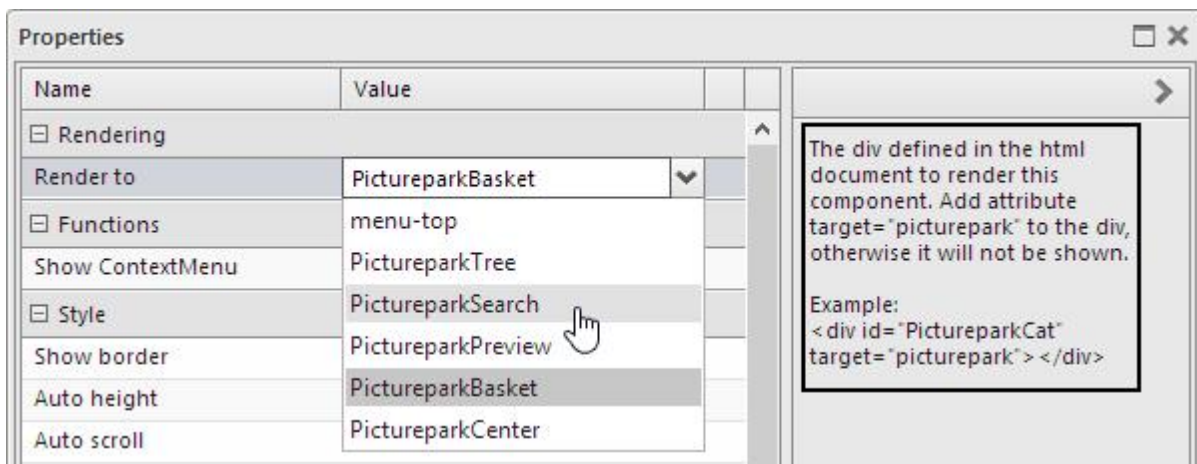 Properties
Name Value
Rendering
Render to PictureparkBasket
menu-top
Functions
PictureparkTree
Show ContextMenu
PictureparkSearch
Style
PictureparkPreview
Show border
PictureparkBasket
Auto height
PictureparkCenter
Auto scroll
The div defined in the html
document to render this
component. Add attribute
target="picturepark" to the div,
otherwise it will not be shown.
Example:
<div id="PictureparkCat"
target="picturepark"></div>